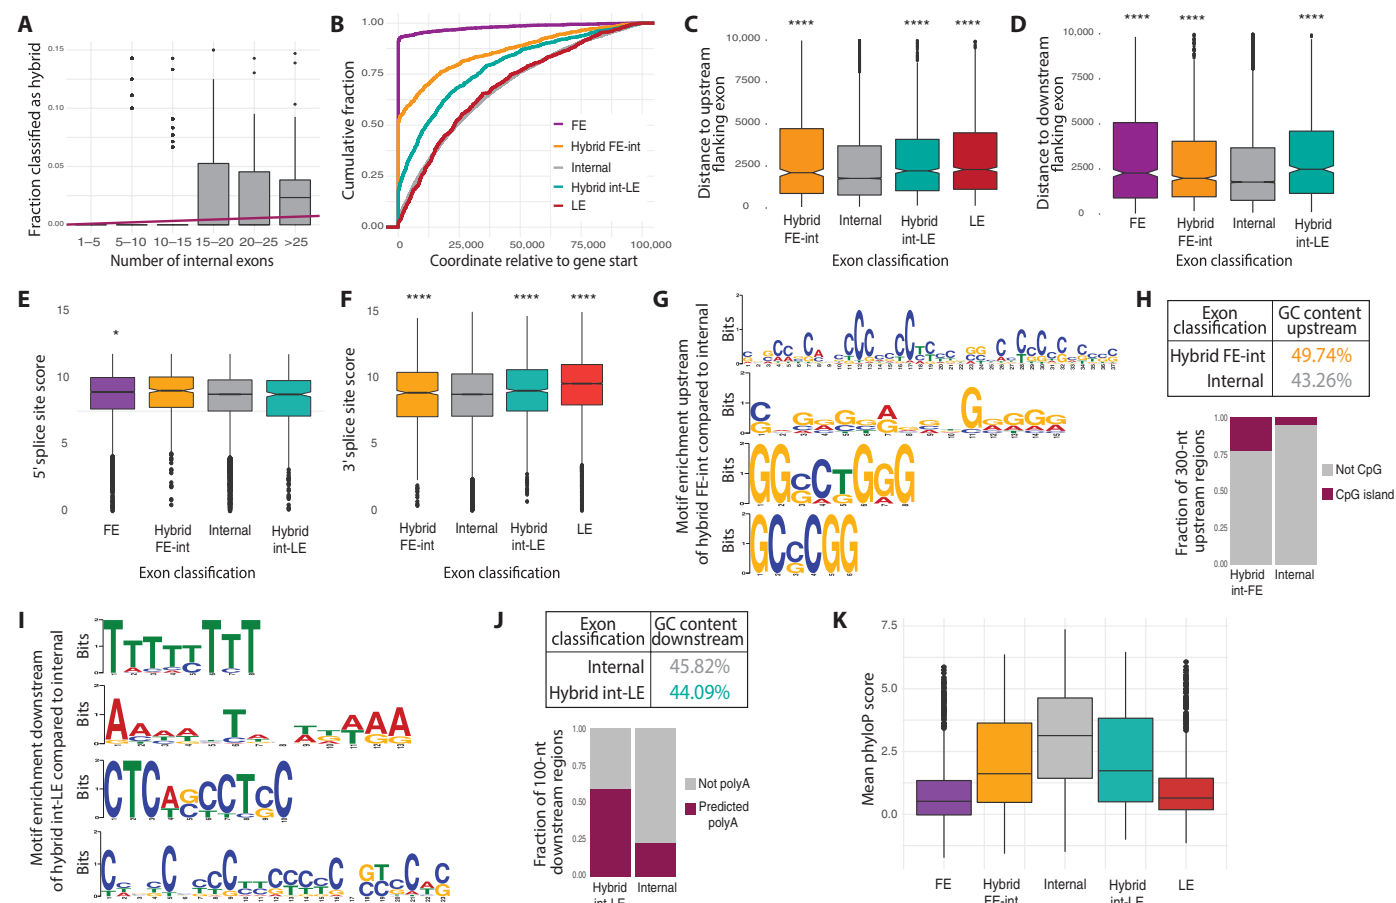 A
Fraction classified as hybrid
0.15
0.10
0.05
0.00
1–5
5–10
10–15
15–20
20–25
>25
Number of internal exons
B
Cumulative fraction
1.00
0.75
0.50
0.25
0.00
FE
Hybrid FE-int
Internal
Hybrid int-LE
LE
0
25,000
50,000
75,000
100,000
Coordinate relative to gene start
C
Distance to upstream
flanking exon
10,000
7500
5000
2500
0
****
****
****
Hybrid
FE-int
Internal
Hybrid
int-LE
LE
Exon classification
D
Distance to downstream
flanking exon
10,000
7500
5000
2500
0
****
****
****
FE
Hybrid
FE-int
Internal
Hybrid
int-LE
Exon classification
E
5' splice site score
15
10
5
0
*
FE
Hybrid
FE-int
Internal
Hybrid
int-LE
Exon classification
F
3' splice site score
15
10
5
0
****
****
****
Hybrid
FE-int
Internal
Hybrid
int-LE
LE
Exon classification
G
Motif enrichment upstream
of hybrid FE-int compared to internal
Bits
Bits
Bits
Bits
H
Exon
classification
GC content
upstream
Hybrid FE-int
49.74%
Internal
43.26%
Fraction of 300-nt
upstream regions
1.00
0.75
0.50
0.25
0.00
Not CpG
CpG island
Hybrid
int-FE
Internal
I
Motif enrichment downstream
of hybrid int-LE compared to internal
Bits
Bits
Bits
Bits
J
Exon
classification
GC content
downstream
Internal
45.82%
Hybrid int-LE
44.09%
Fraction of 100-nt
downstream regions
1.00
0.75
0.50
0.25
0.00
Not polyA
Predicted
polyA
Hybrid
int-LE
Internal
K
Mean phyloP score
7.5
5.0
2.5
0.0
FE
Hybrid
FE-int
Internal
Hybrid
int-LE
LE